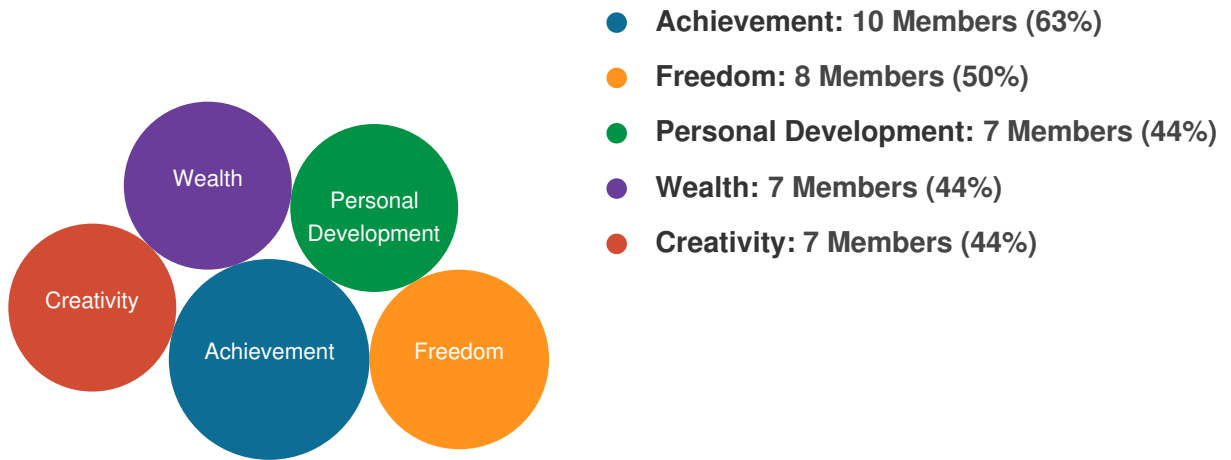 Achievement: 10 Members (63%)
Freedom: 8 Members (50%)
Personal Development: 7 Members (44%)
Wealth: 7 Members (44%)
Creativity: 7 Members (44%)
Wealth
Personal
Development
Creativity
Achievement
Freedom